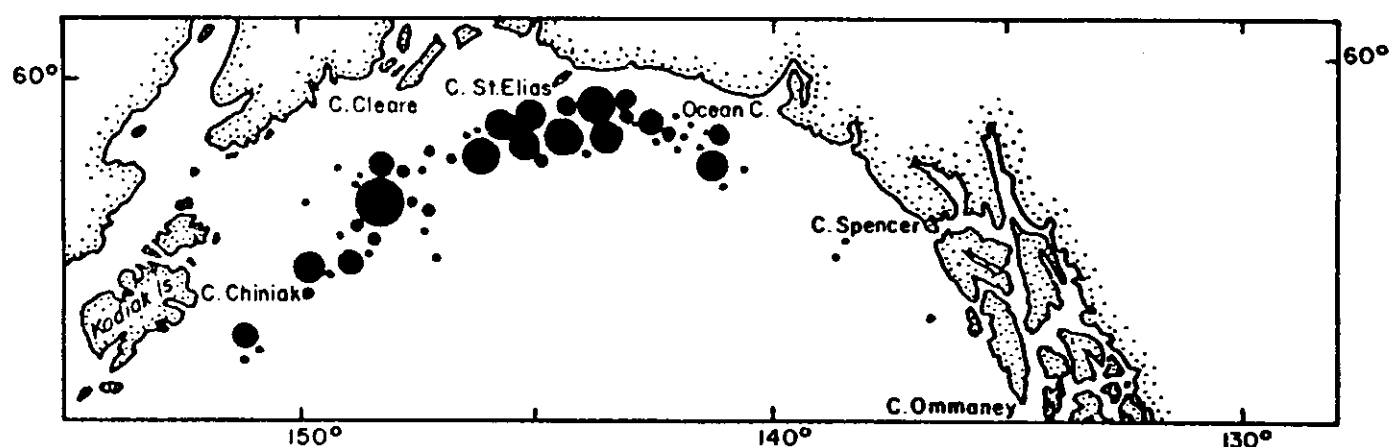 60°
60°
C. St. Elias
C. Cleare
Ocean C.
C. Spencer
C. Chiniak
Kodiak Is
C. Ommaney
150°
140°
130°